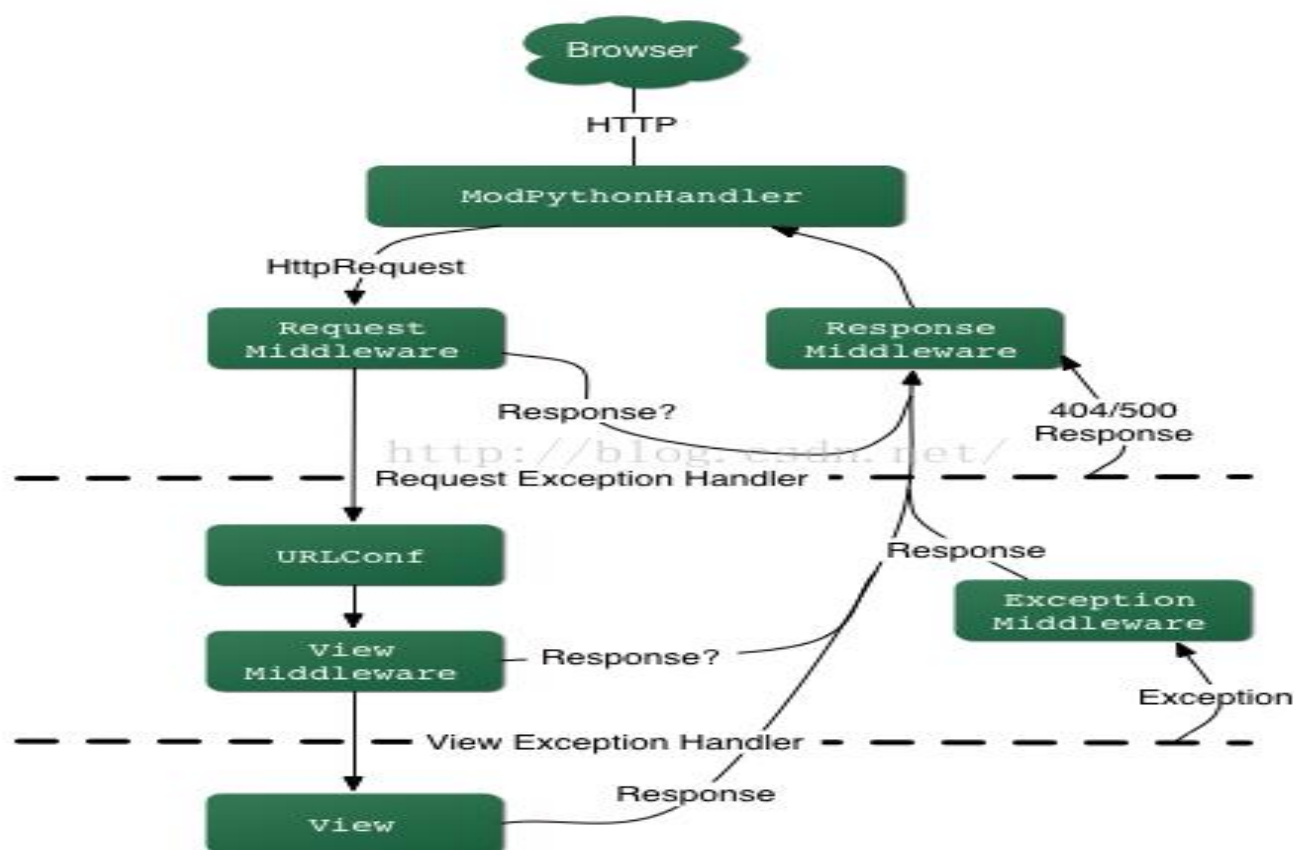 Browser
HTTP
ModPythonHandler
HttpRequest
Request
Middleware
Response
Middleware
Response?
404/500
Response
http://blog.csdn.net/
Request Exception Handler
URLConf
Response
Exception
Middleware
View
Middleware
Response?
Exception
View Exception Handler
Response
View